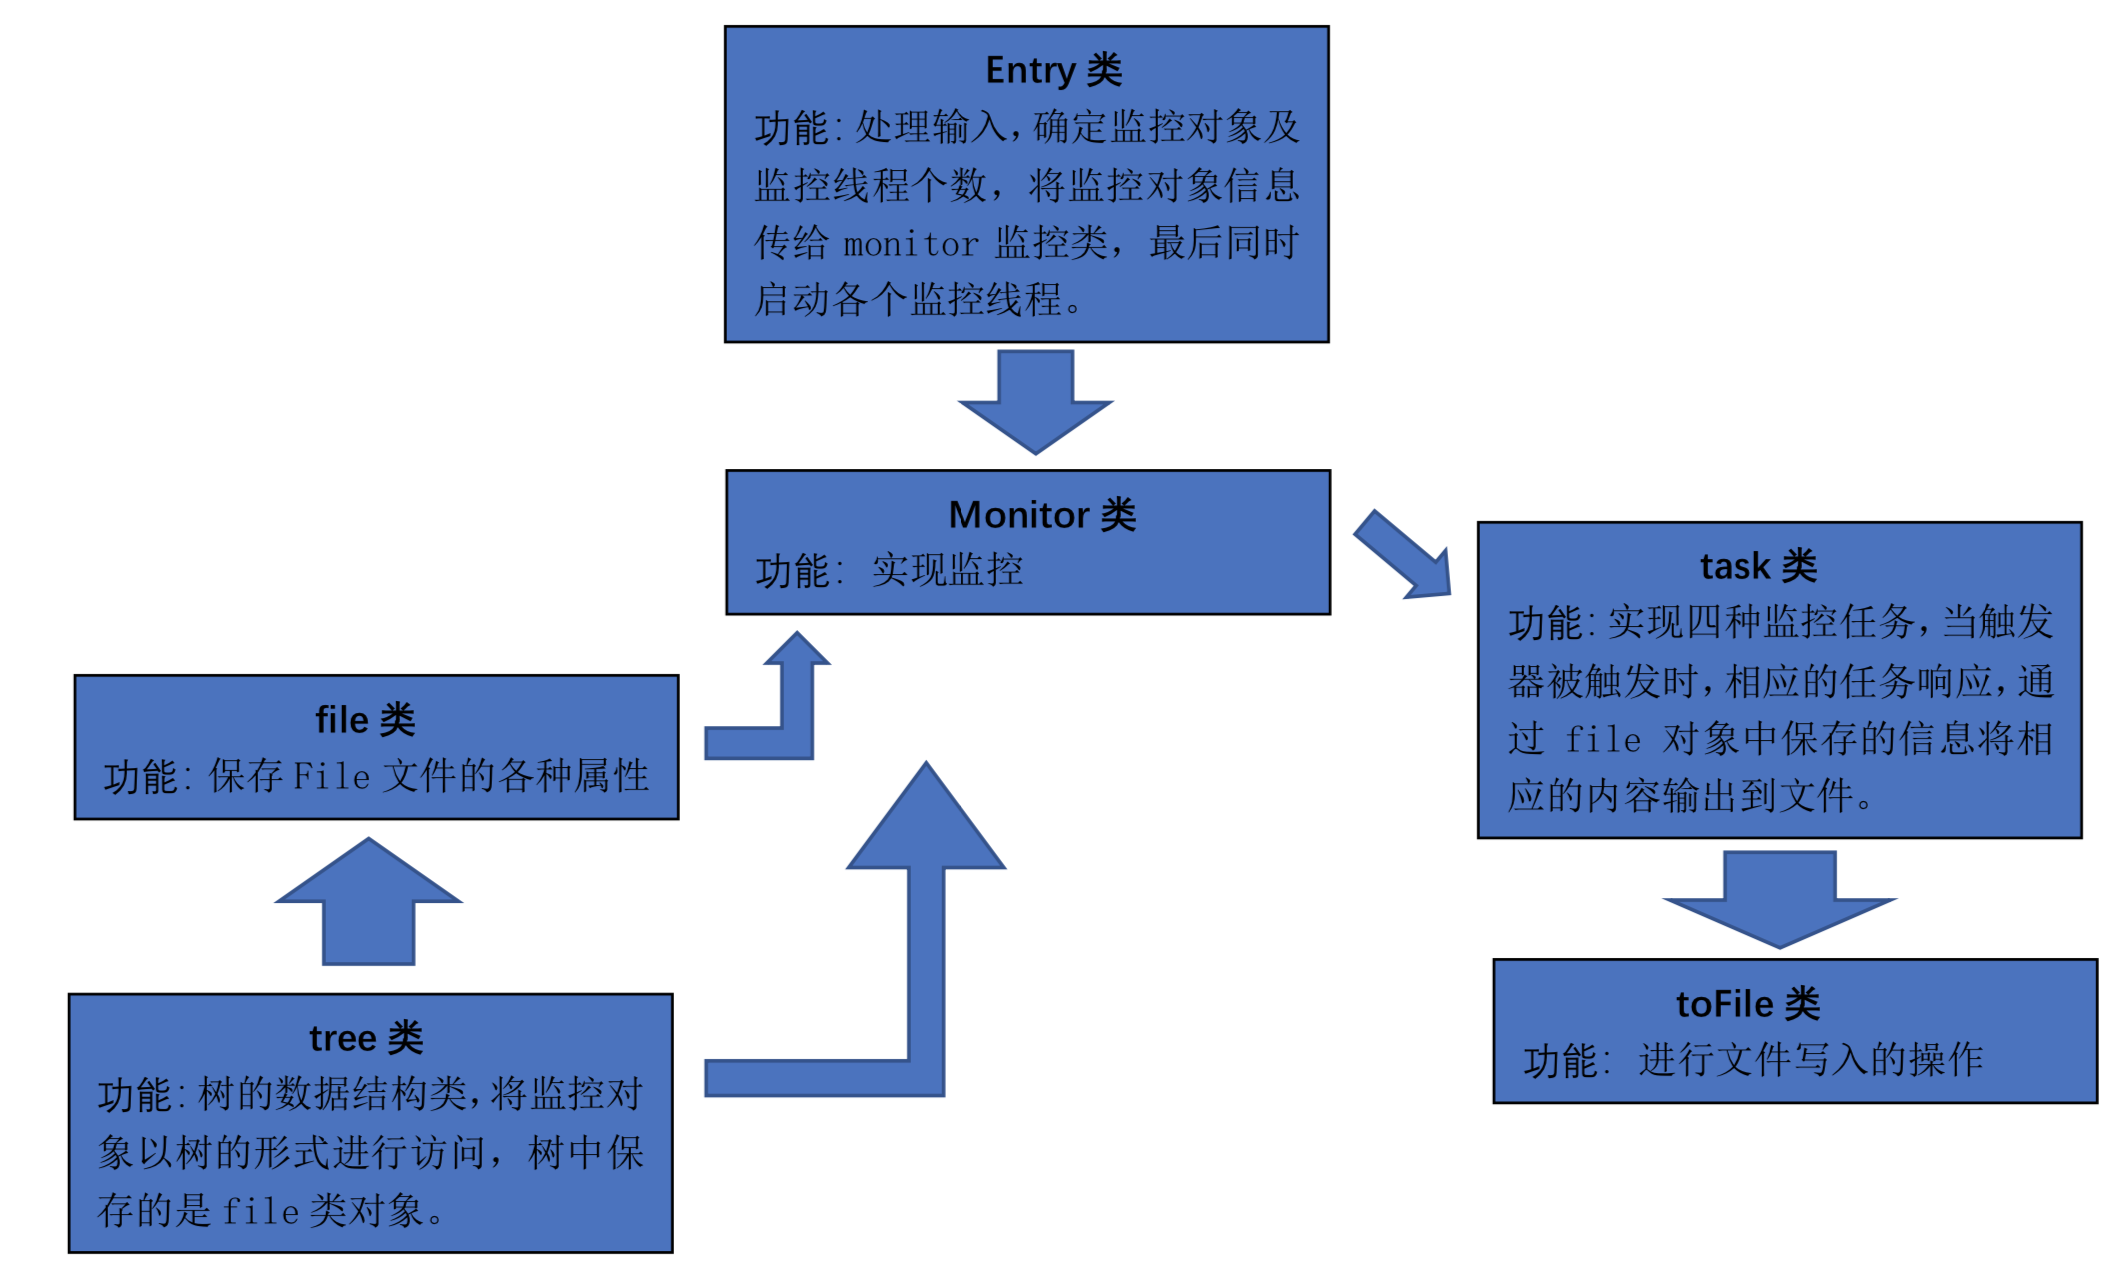 Entry 类
功能：处理输入，确定监控对象及
监控线程个数，将监控对象信息
传给 monitor 监控类，最后同时
启动各个监控线程。
Monitor 类
功能： 实现监控
task 类
功能：实现四种监控任务，当触发
器被触发时，相应的任务响应，通
过 file 对象中保存的信息将相
应的内容输出到文件。
file 类
功能：保存 File 文件的各种属性
toFile 类
功能： 进行文件写入的操作
tree 类
功能：树的数据结构类，将监控对
象以树的形式进行访问，树中保
存的是 file 类对象。